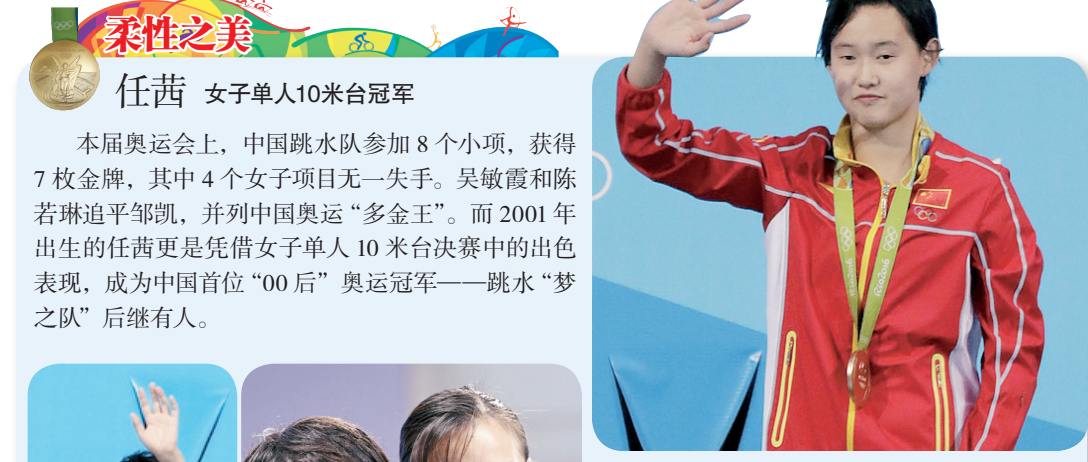 柔性之美
任茜 女子单人10米台冠军
本届奥运会上，中国跳水队参加 8 个小项，获得
7 枚金牌，其中 4 个女子项目无一失手。吴敏霞和陈
若琳追平邹凯，并列中国奥运“多金王”。而 2001 年
出生的任茜更是凭借女子单人 10 米台决赛中的出色
表现，成为中国首位“00 后”奥运冠军——跳水“梦
之队”后继有人。
Rio2016
Rio2016